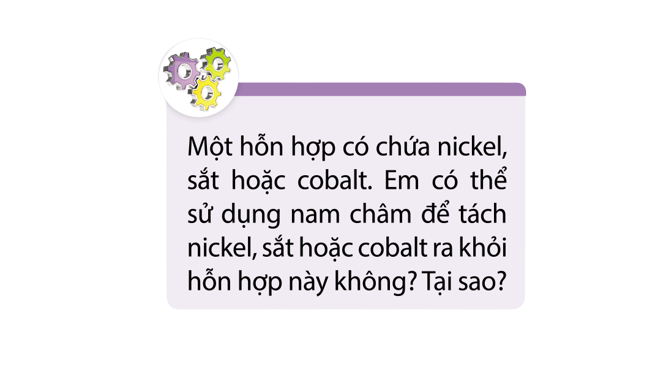 Một hỗn hợp có chứa nickel,
sắt hoặc cobalt. Em có thể
sử dụng nam châm để tách
nickel, sắt hoặc cobalt ra khỏi
hỗn hợp này không? Tại sao?